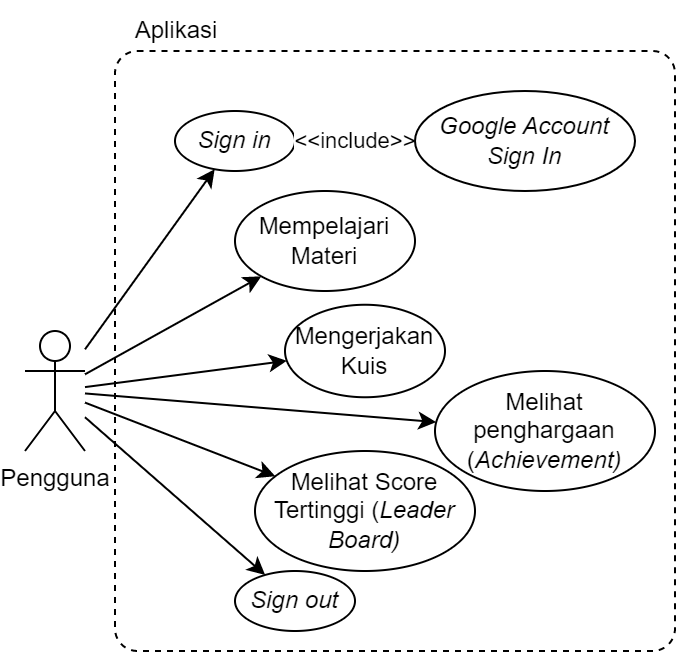 Aplikasi
Sign in
<<include>>
Google Account
Sign In
Mempelajari
Materi
Mengerjakan
Kuis
Melihat
penghargaan
(Achievement)
Pengguna
Melihat Score
Tertinggi (Leader
Board)
Sign out